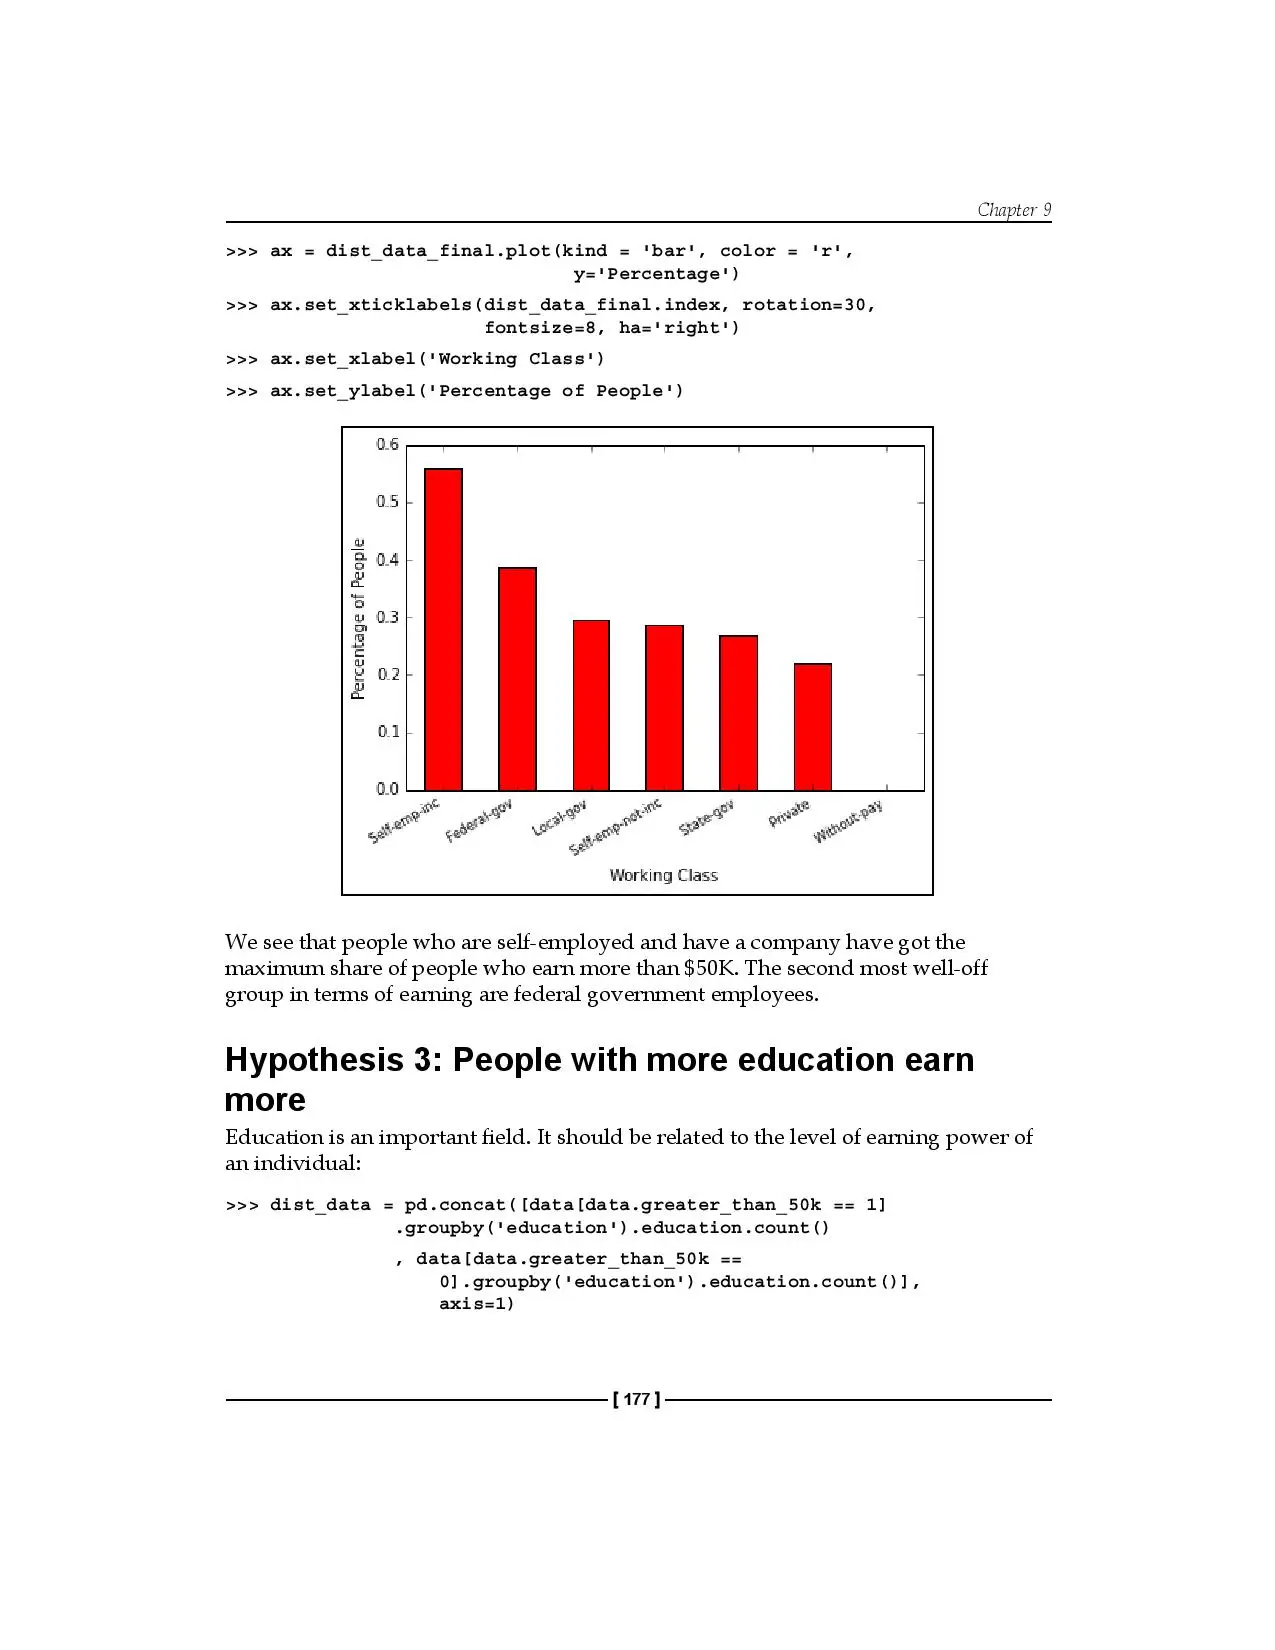 Chapter 9
>>> ax = dist_data_final.plot(kind = 'bar', color = 'r',
y='Percentage')
>>> ax.set_xticklabels(dist_data_final.index, rotation=30,
fontsize=8, ha='right')
>>> ax.set_xlabel('Working Class')
>>> ax.set_ylabel('Percentage of People')
0.6
0.5
0.4
0.3
0.2
0.1
0.0
Percentage of People
Self-emp-inc
Federal-gov
Local-gov
Self-emp-not-inc
State-gov
Private
Without-pay
Working Class
We see that people who are self-employed and have a company have got the
maximum share of people who earn more than $50K. The second most well-off
group in terms of earning are federal government employees.
Hypothesis 3: People with more education earn
more
Education is an important field. It should be related to the level of earning power of
an individual:
>>> dist_data = pd.concat([data[data.greater_than_50k == 1]
.groupby('education').education.count()
, data[data.greater_than_50k ==
0].groupby('education').education.count()],
axis=1)
[ 177 ]